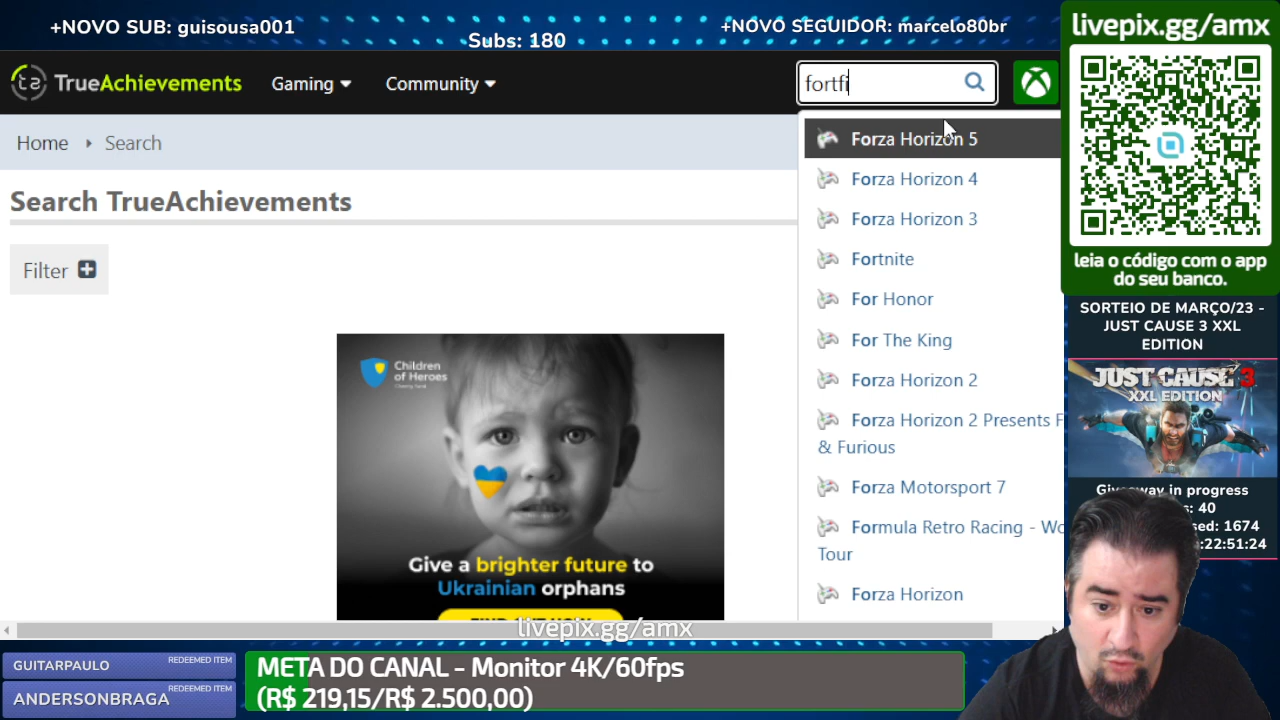 +NOVO SUB: guisousa001
Subs: 180
+NOVO SEGUIDOR: marcelo80br
livepix.gg/amx
TrueAchievements
Gaming
Community
fortfi
Home
Search
Search TrueAchievements
Filter
Forza Horizon 5
Forza Horizon 4
Forza Horizon 3
Fortnite
For Honor
For The King
Forza Horizon 2
Forza Horizon 2 Presents F
& Furious
Forza Motorsport 7
Formula Retro Racing - Wo
Tour
Forza Horizon
Children
of Heroes
Give a brighter future to
Ukrainian orphans
livepix.gg/amx
leia o código com o app
do seu banco.
SORTEIO DE MARÇO/23 -
JUST CAUSE 3 XXL
EDITION
JUST CAUSE 3
XXL EDITION
Giveaway in progress
s: 40
sed: 1674
:22:51:24
GUITARPAULO
REDEEMED ITEM
ANDERSONBRAGA
REDEEMED ITEM
META DO CANAL - Monitor 4K/60fps
(R$ 219,15/R$ 2.500,00)